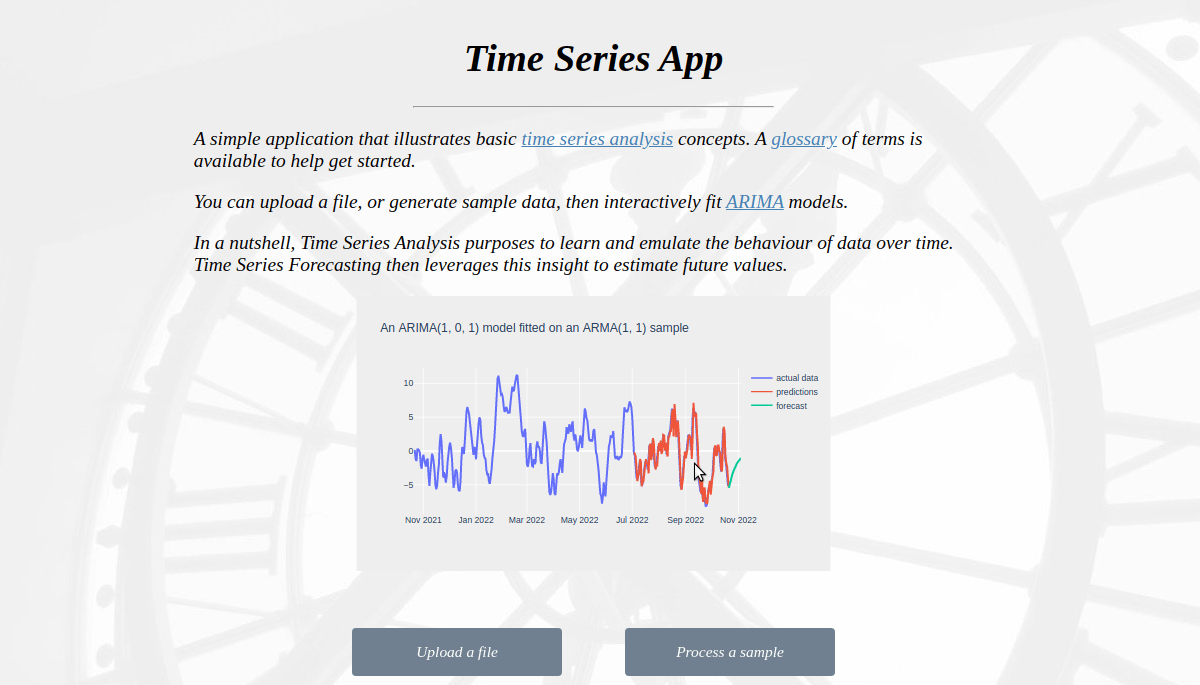 Time Series App
A simple application that illustrates basic time series analysis concepts. A glossary of terms is
available to help get started.
You can upload a file, or generate sample data, then interactively fit ARIMA models.
In a nutshell, Time Series Analysis purposes to learn and emulate the behaviour of data over time.
Time Series Forecasting then leverages this insight to estimate future values.
An ARIMA(1, 0, 1) model fitted on an ARMA(1, 1) sample
10
5
0
−5
Nov 2021 Jan 2022 Mar 2022 May 2022 Jul 2022 Sep 2022 Nov 2022
actual data
predictions
forecast
Upload a file Process a sample